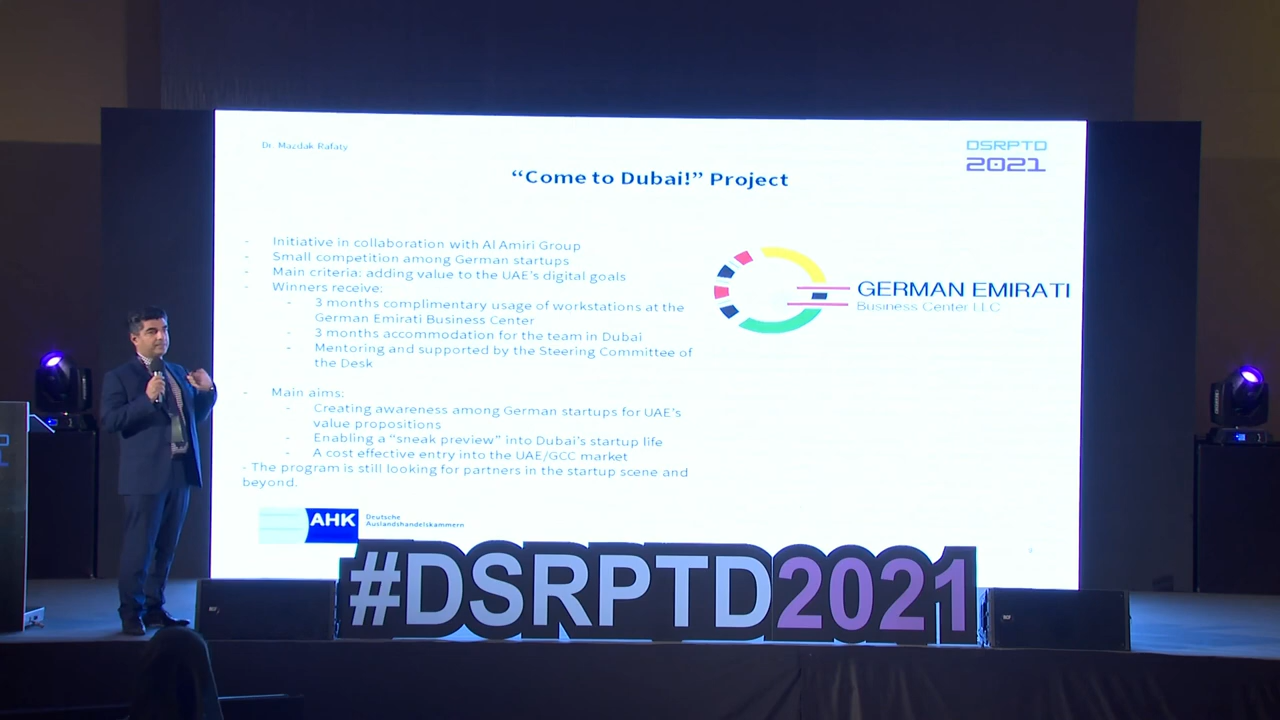 Dr. Mazdak Rafaty
DSRPTD
2021
“Come to Dubai!” Project
- Initiative in collaboration with Al Amiri Group
- Small competition among German startups
- Main criteria: adding value to the UAE’s digital goals
- Winners receive:
- 3 months complimentary usage of workstations at the
German Emirati Business Center
- 3 months accommodation for the team in Dubai
- Mentoring and supported by the Steering Committee of
the Desk
- Main aims:
- Creating awareness among German startups for UAE’s
value propositions
- Enabling a “sneak preview” into Dubai’s startup life
- A cost effective entry into the UAE/GCC market
- The program is still looking for partners in the startup scene and
beyond.
GERMAN EMIRATI
Business Center LLC
AHK
Deutsche
Auslandshandelskammern
#DSRPTD2021